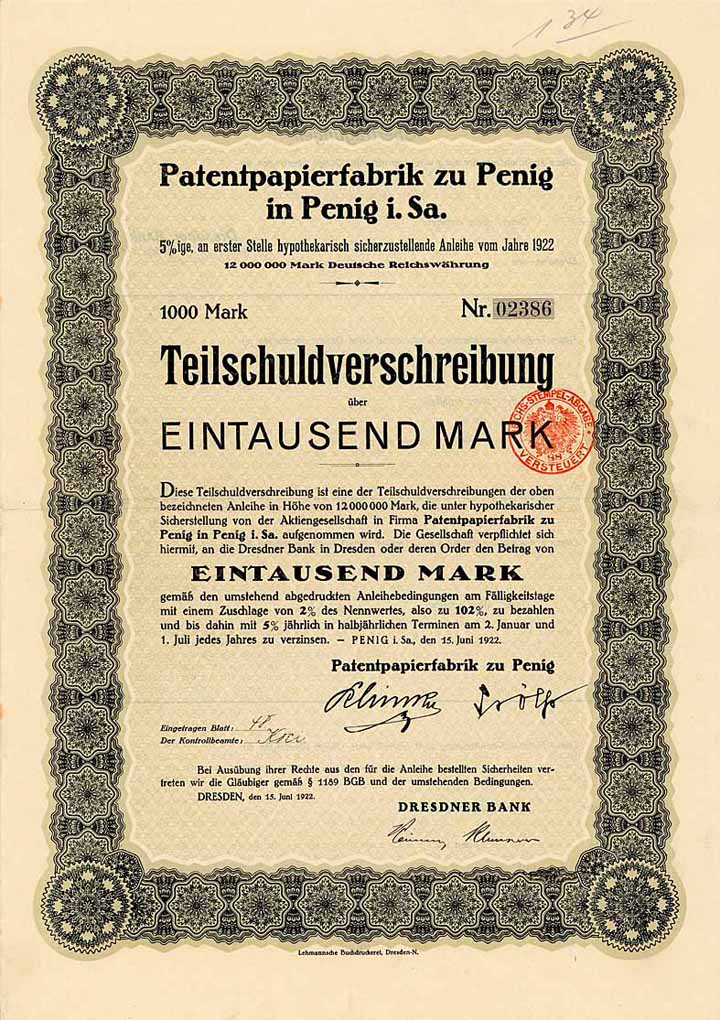 1 34
Patentpapierfabrik zu Penig
in Penig i. Sa.
5%ige, an erster Stelle hypothekarisch sicherzustellende Anleihe vom Jahre 1922
12 000 000 Mark Deutsche Reichswährung
1000 Mark Nr. 02386
Teilschuldverschreibung
über
EINTAUSEND MARK
CHS-STEMPEL-ABGABE
VERSTEUERT
Diese Teilschuldverschreibung ist eine der Teilschuldverschreibungen der oben
bezeichneten Anleihe in Höhe von 12 000 000 Mark, die unter hypothekarischer
Sicherstellung von der Aktiengesellschaft in Firma Patentpapierfabrik zu
Penig in Penig i. Sa. aufgenommen wird. Die Gesellschaft verpflichtet sich
hiermit, an die Dresdner Bank in Dresden oder deren Order den Betrag von
EINTAUSEND MARK
gemäß den umstehend abgedruckten Anleihebedingungen am Fälligkeitstage
mit einem Zuschlage von 2% des Nennwertes, also zu 102%, zu bezahlen
und bis dahin mit 5% jährlich in halbjährlichen Terminen am 2. Januar und
1. Juli jedes Jahres zu verzinsen. — PENIG i. Sa., den 15. Juni 1922.
Patentpapierfabrik zu Penig
Eingetragen Blatt: 48
Der Kontrollbeamte:
Bei Ausübung ihrer Rechte aus den für die Anleihe bestellten Sicherheiten ver-
treten wir die Gläubiger gemäß § 1189 BGB und der umstehenden Bedingungen.
DRESDEN, den 15. Juni 1922.
DRESDNER BANK
Lehmannsche Buchdruckerei, Dresden-N.